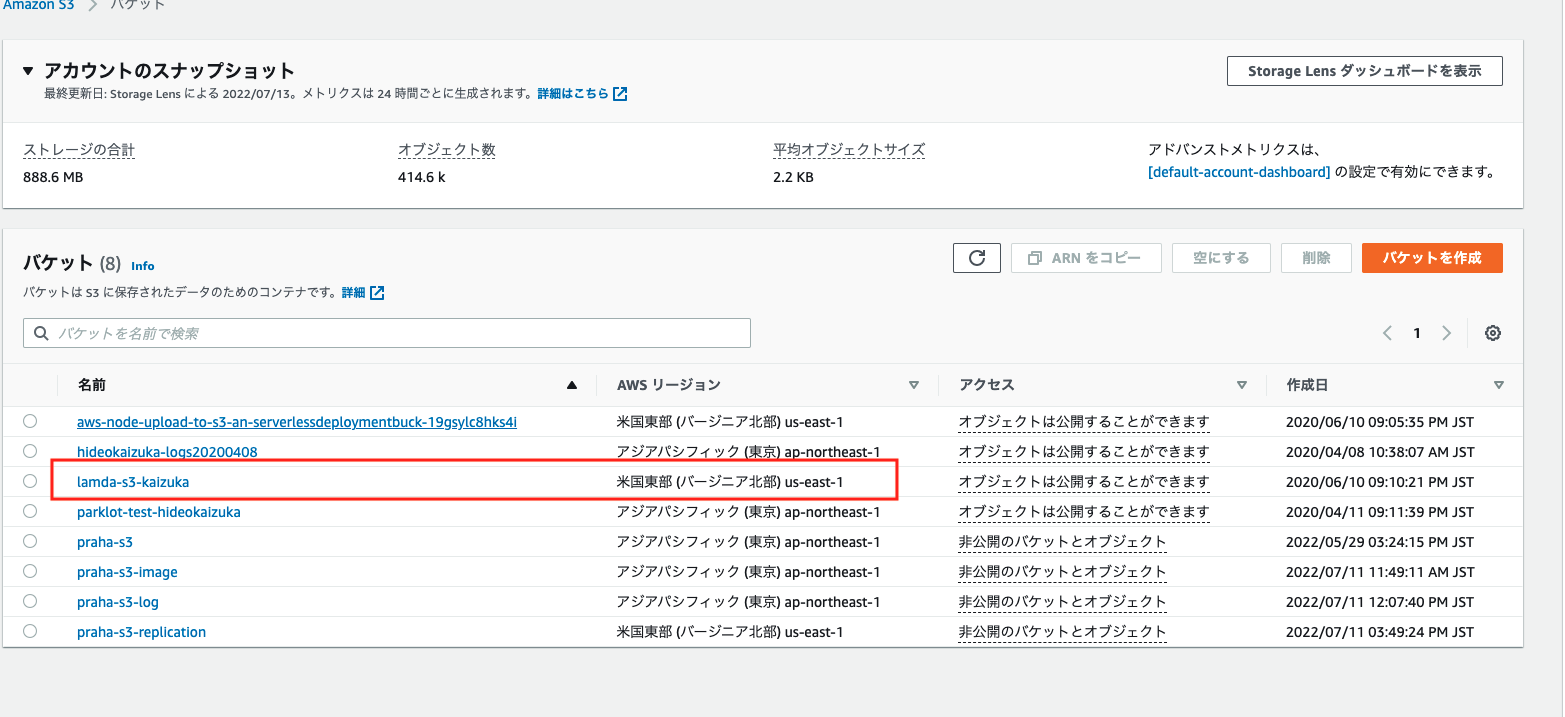 Amazon S3 > バケット
アカウントのスナップショット
Storage Lens ダッシュボードを表示
最終更新日: Storage Lens による 2022/07/13。メトリクスは 24 時間ごとに生成されます。詳細はこちら
ストレージの合計 オブジェクト数 平均オブジェクトサイズ アドバンストメトリクスは、
888.6 MB 414.6 k 2.2 KB [default-account-dashboard] の設定で有効にできます。
バケット (8) Info
ARN をコピー 空にする 削除 バケットを作成
バケットは S3 に保存されたデータのためのコンテナです。詳細
バケットを名前で検索 1
名前 AWS リージョン アクセス 作成日
aws-node-upload-to-s3-an-serverlessdeploymentbuck-19gsylc8hks4i 米国東部 (バージニア北部) us-east-1 オブジェクトは公開することができます 2020/06/10 09:05:35 PM JST
hideokaizuka-logs20200408 アジアパシフィック (東京) ap-northeast-1 オブジェクトは公開することができます 2020/04/08 10:38:07 AM JST
lamda-s3-kaizuka 米国東部 (バージニア北部) us-east-1 オブジェクトは公開することができます 2020/06/10 09:10:21 PM JST
parklot-test-hideokaizuka アジアパシフィック (東京) ap-northeast-1 オブジェクトは公開することができます 2020/04/11 09:11:39 PM JST
praha-s3 アジアパシフィック (東京) ap-northeast-1 非公開のバケットとオブジェクト 2022/05/29 03:24:15 PM JST
praha-s3-image アジアパシフィック (東京) ap-northeast-1 非公開のバケットとオブジェクト 2022/07/11 11:49:11 AM JST
praha-s3-log アジアパシフィック (東京) ap-northeast-1 非公開のバケットとオブジェクト 2022/07/11 12:07:40 PM JST
praha-s3-replication 米国東部 (バージニア北部) us-east-1 非公開のバケットとオブジェクト 2022/07/11 03:49:24 PM JST